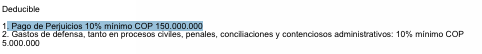 Deducible
1. Pago de Perjuicios 10% mínimo COP 150.000.000
2. Gastos de defensa, tanto en procesos civiles, penales, conciliaciones y contenciosos administrativos: 10% mínimo COP
5.000.000